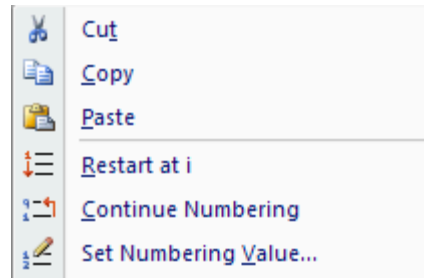 Cut
Copy
Paste
Restart at i
Continue Numbering
Set Numbering Value...